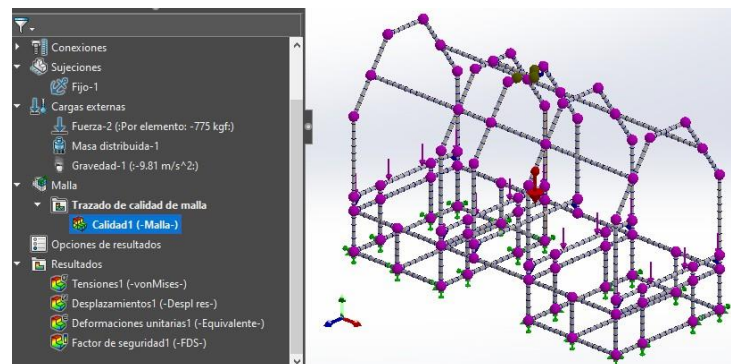 Conexiones
Sujeciones
Fijo-1
Cargas externas
Fuerza-2 (:Por elemento: -775 kgf:)
Masa distribuida-1
Gravedad-1 (:-9.81 m/s^2:)
Malla
Trazado de calidad de malla
Calidad1 (-Malla-)
Opciones de resultados
Resultados
Tensiones1 (-vonMises-)
Desplazamientos1 (-Despl res-)
Deformaciones unitarias1 (-Equivalente-)
Factor de seguridad1 (-FDS-)